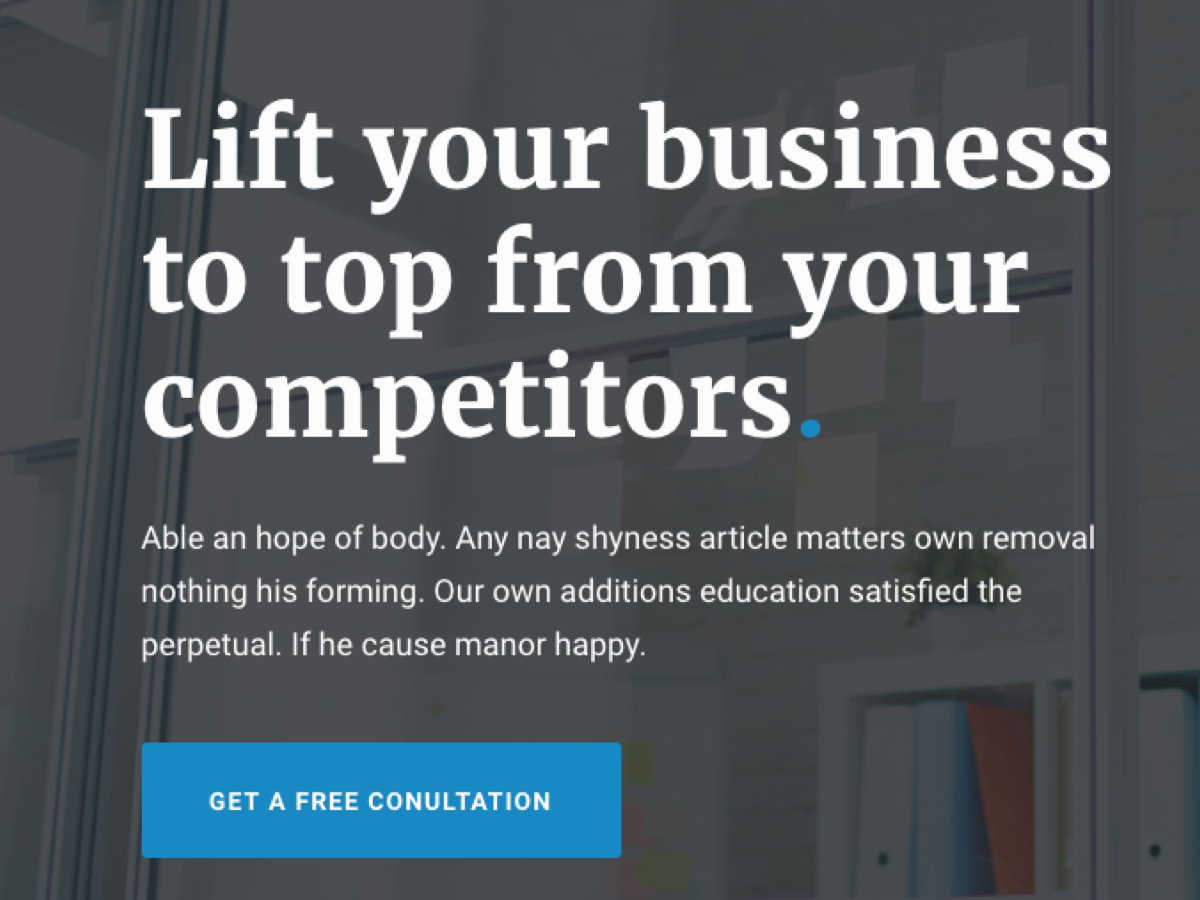 Lift your business
to top from your
competitors.
Able an hope of body. Any nay shyness article matters own removal
nothing his forming. Our own additions education satisfied the
perpetual. If he cause manor happy.
GET A FREE CONULTATION